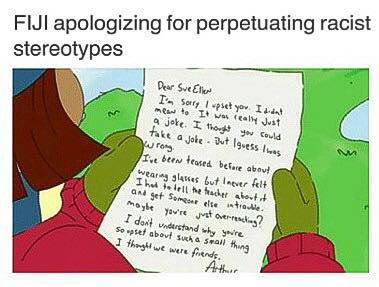 FIJI apologizing for perpetuating racist
stereotypes
Dear Sue Ellen
I'm sorry I upset you. I didnt
mean to It was really just
a joke. I thought you could
take a joke. But I guess I was
wrong.
I've been teased before about
wearing glasses but I never felt
I had to tell the teacher about it
and get someone else in trouble.
maybe you're just over-reacting?
I dont understand why you're
so upset about such a small thing
I thought we were friends.
Arthur